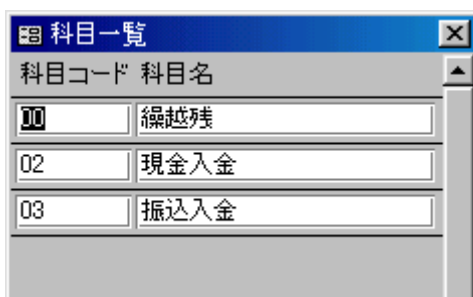 科目一覧
科目コード 科目名
00 繰越残
02 現金入金
03 振込入金